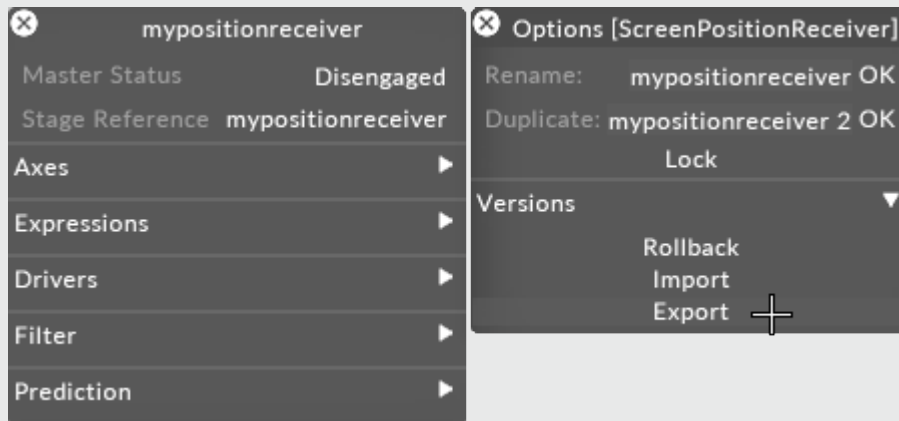 mypositionreceiver
Master Status Disengaged
Stage Reference mypositionreceiver
Axes
Expressions
Drivers
Filter
Prediction
Options [ScreenPositionReceiver]
Rename: mypositionreceiver OK
Duplicate: mypositionreceiver 2 OK
Lock
Versions
Rollback
Import
Export